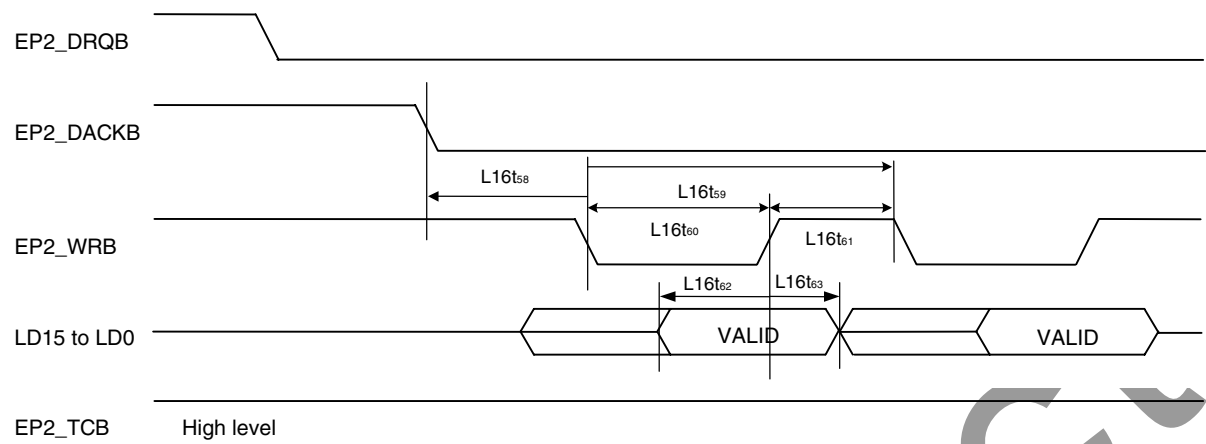 EP2_DRQB
EP2_DACKB
L16t58
L16t59
EP2_WRB
L16t60
L16t61
L16t62
L16t63
LD15 to LD0
VALID
VALID
EP2_TCB
High level